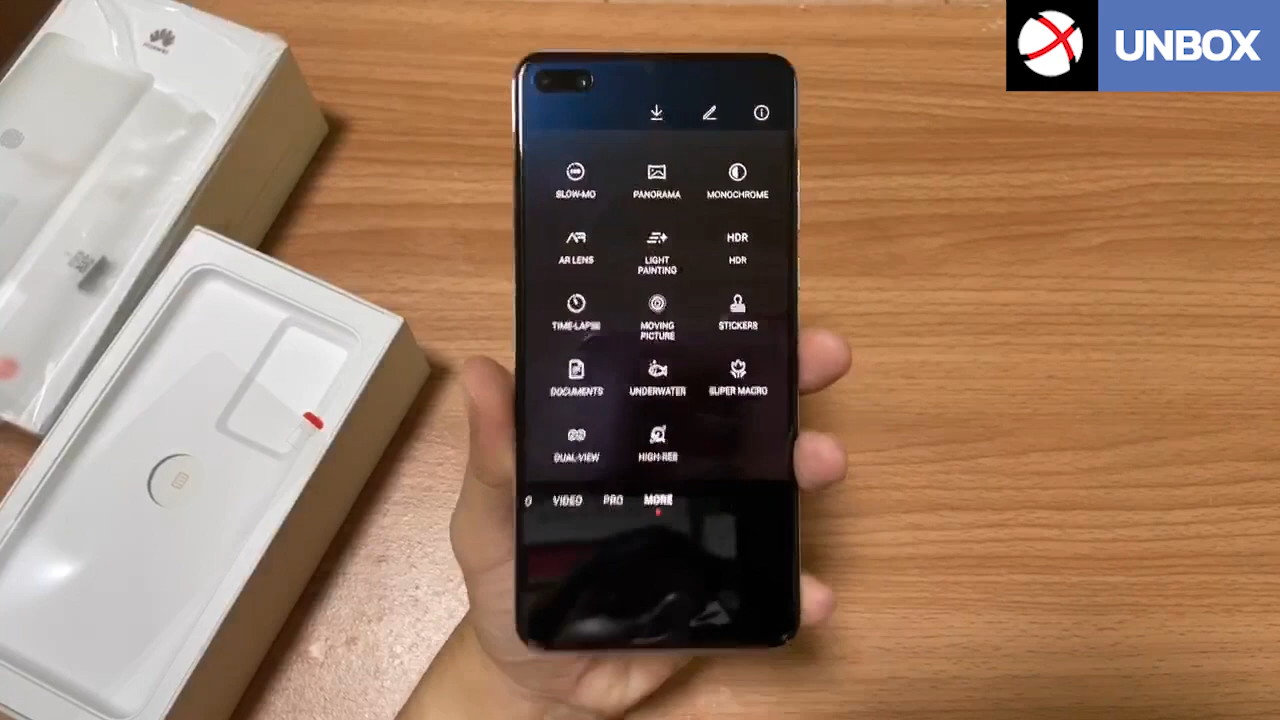 HUAWEI
UNBOX
SLOW-MO
PANORAMA
MONOCHROME
AR LENS
LIGHT
PAINTING
HDR
HDR
TIME-LAPSE
MOVING
PICTURE
STICKERS
DOCUMENTS
UNDERWATER
SUPER MACRO
DUAL-VIEW
HIGH-RES
O
VIDEO
PRO
MORE